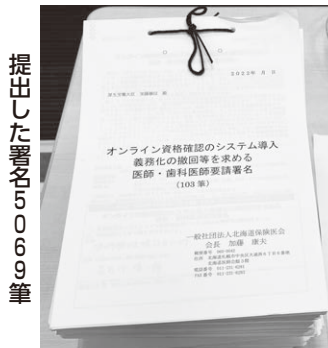 提出した署名5069筆
2022年 月 日
オンライン資格確認のシステム導入
義務化の撤回等を求める
医師・歯科医師要請署名
(103筆)
一般社団法人北海道保険医会
会長 加藤 康夫